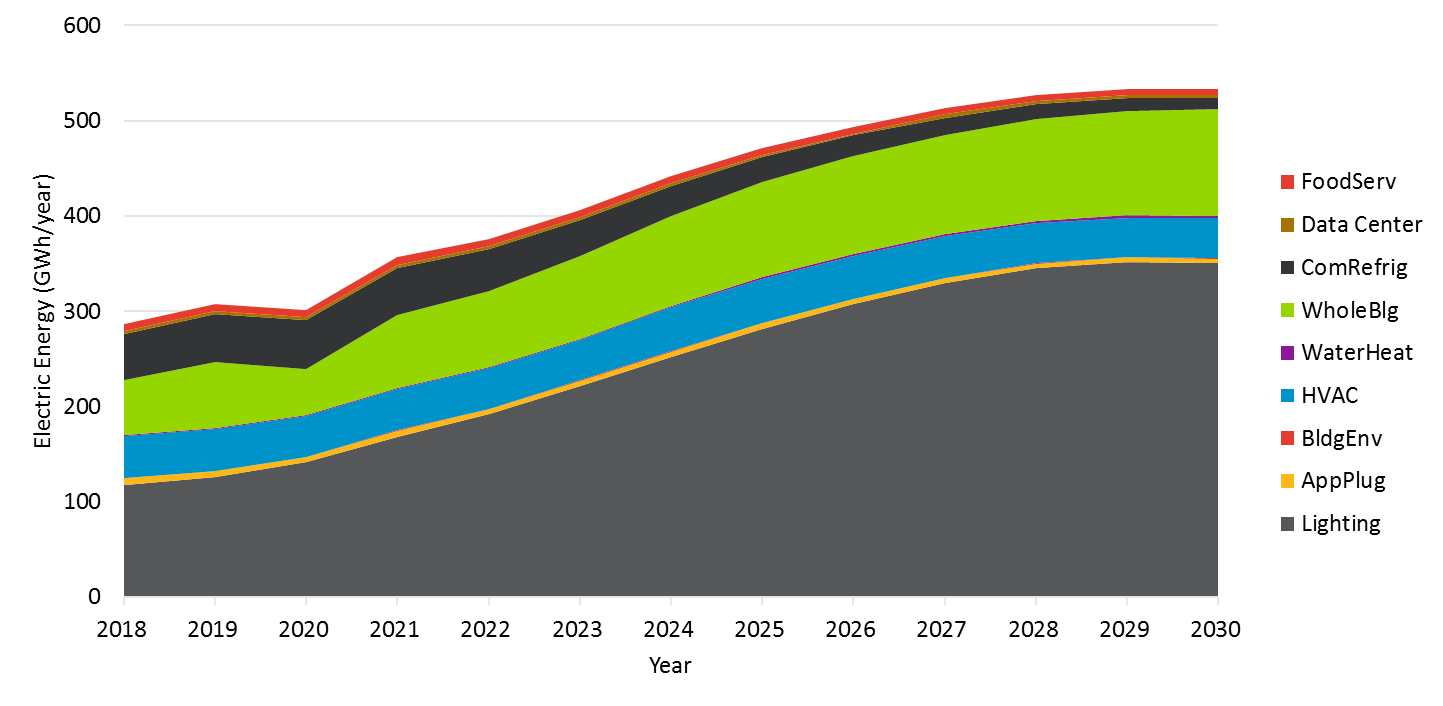 600
500
400
300
200
100
0
Electric Energy (GWh/year)
2018 2019 2020 2021 2022 2023 2024 2025 2026 2027 2028 2029 2030
Year
FoodServ
Data Center
ComRefrig
WholeBlg
WaterHeat
HVAC
BldgEnv
AppPlug
Lighting